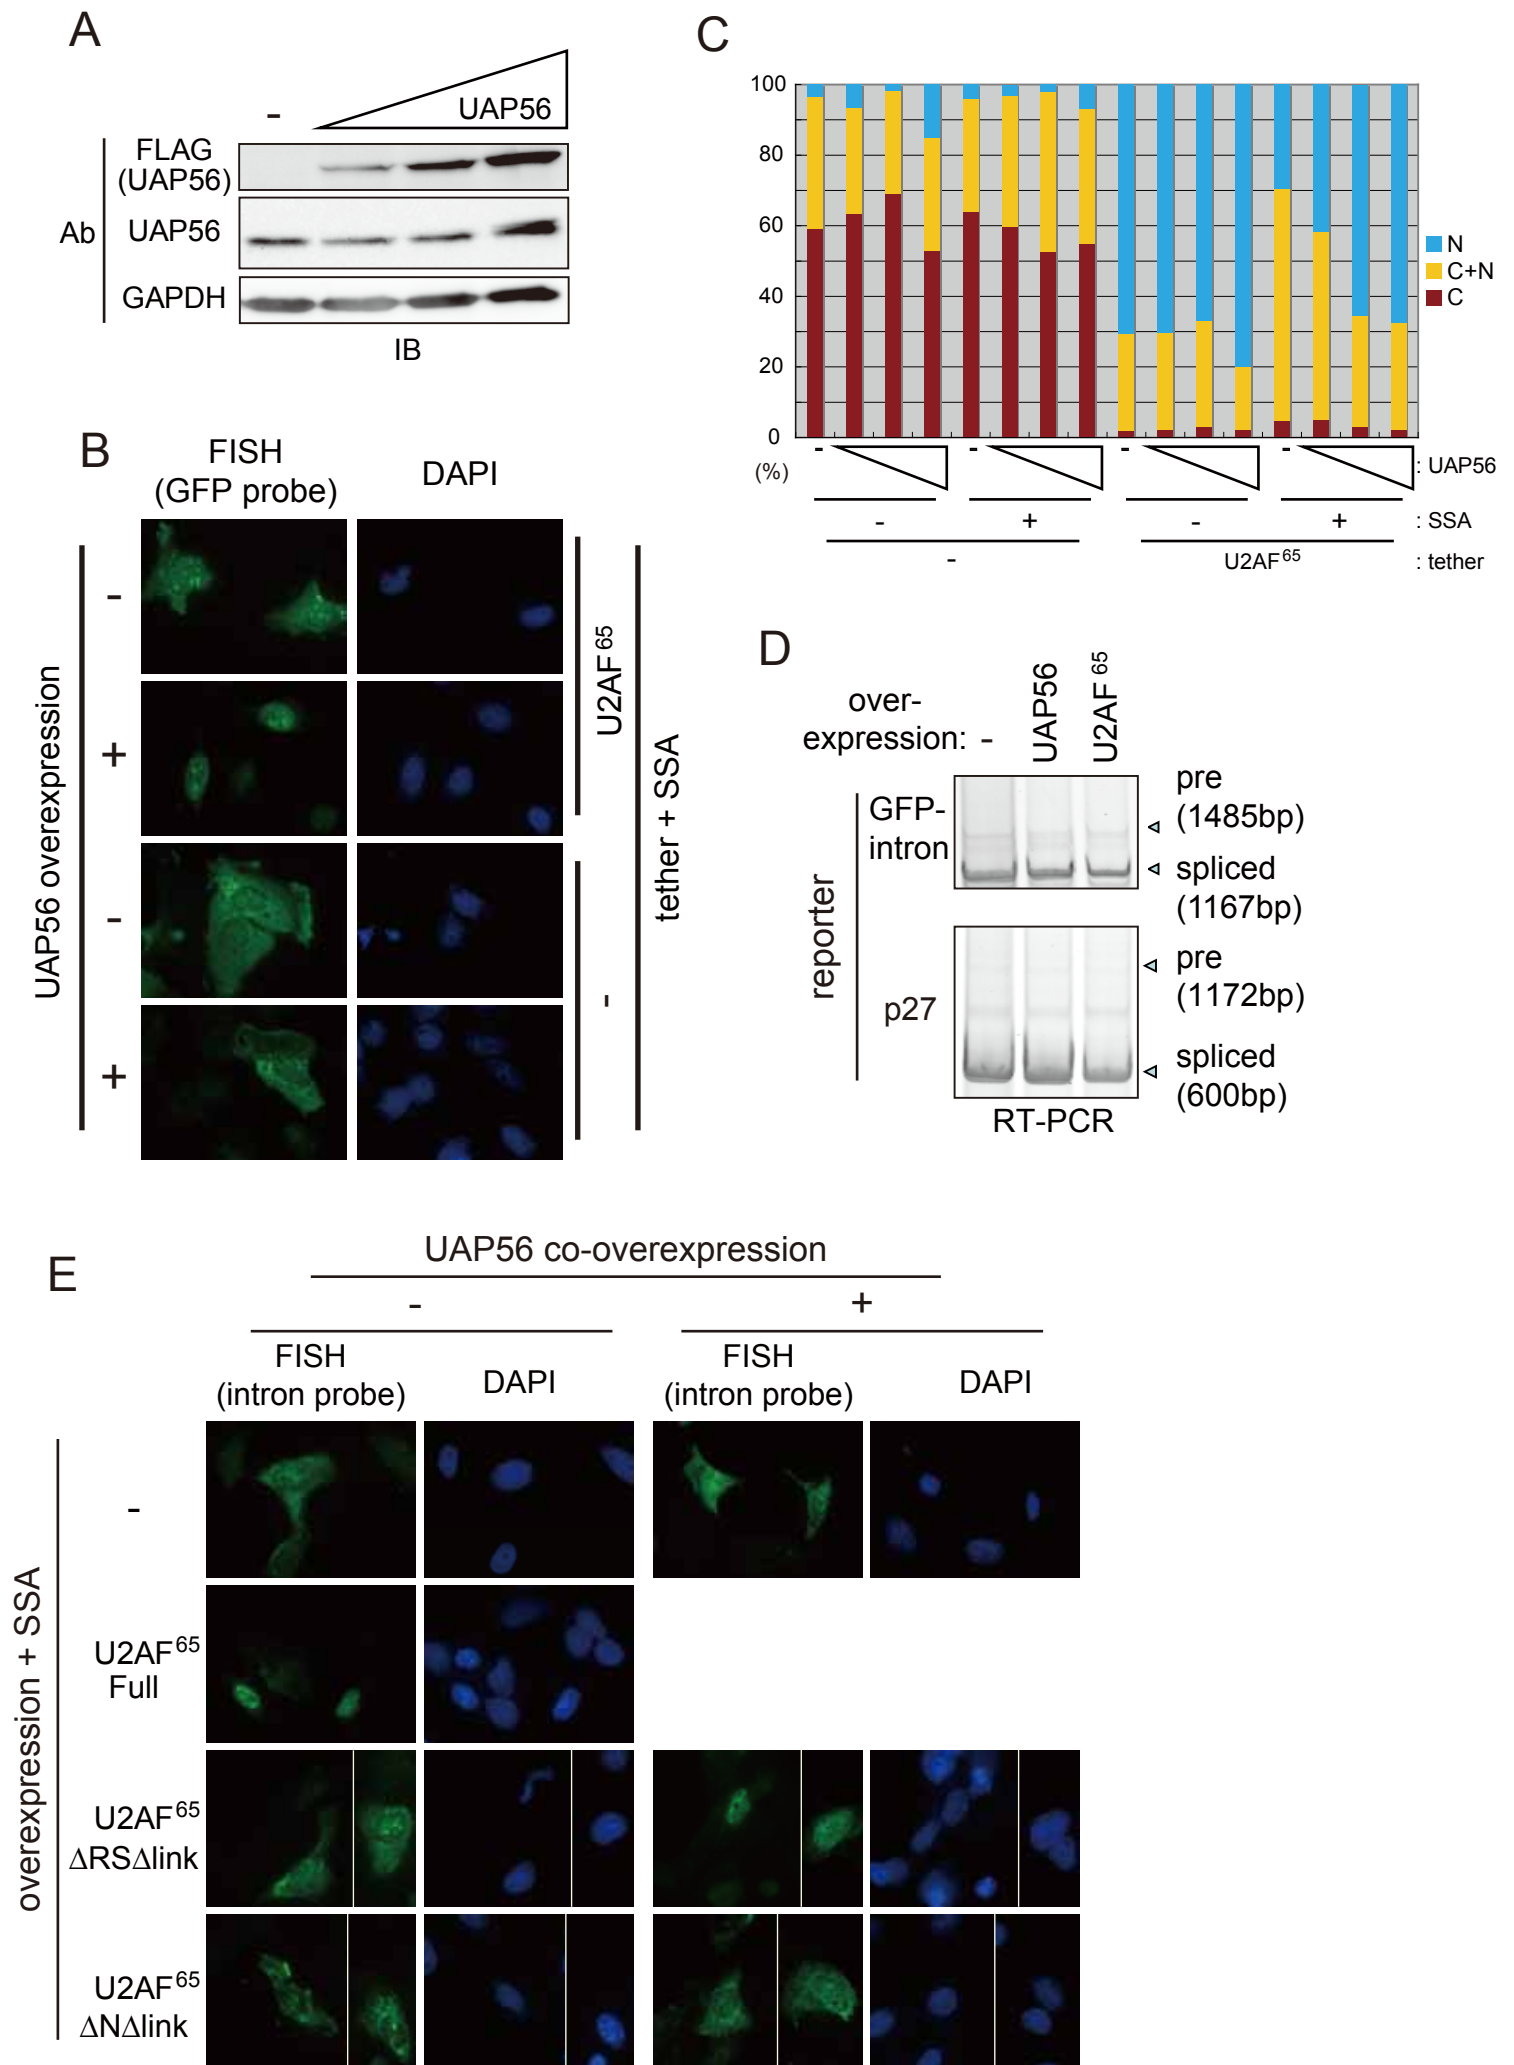 A
- UAP56
FLAG
(UAP56)
Ab
UAP56
GAPDH
IB
B
FISH
(GFP probe)
DAPI
UAP56 overexpression
-
+
-
+
U2AF65
-
tether + SSA
C
100
80
60
40
20
0
(%)
N
C+N
C
- - - - : UAP56
- + - + : SSA
- U2AF65 : tether
D
over-
expression: - UAP56 U2AF65
reporter
GFP-
intron
pre
(1485bp)
spliced
(1167bp)
p27
pre
(1172bp)
spliced
(600bp)
RT-PCR
E
UAP56 co-overexpression
- +
FISH
(intron probe)
DAPI
FISH
(intron probe)
DAPI
overexpression + SSA
-
U2AF65
Full
U2AF65
ΔRSΔlink
U2AF65
ΔNΔlink